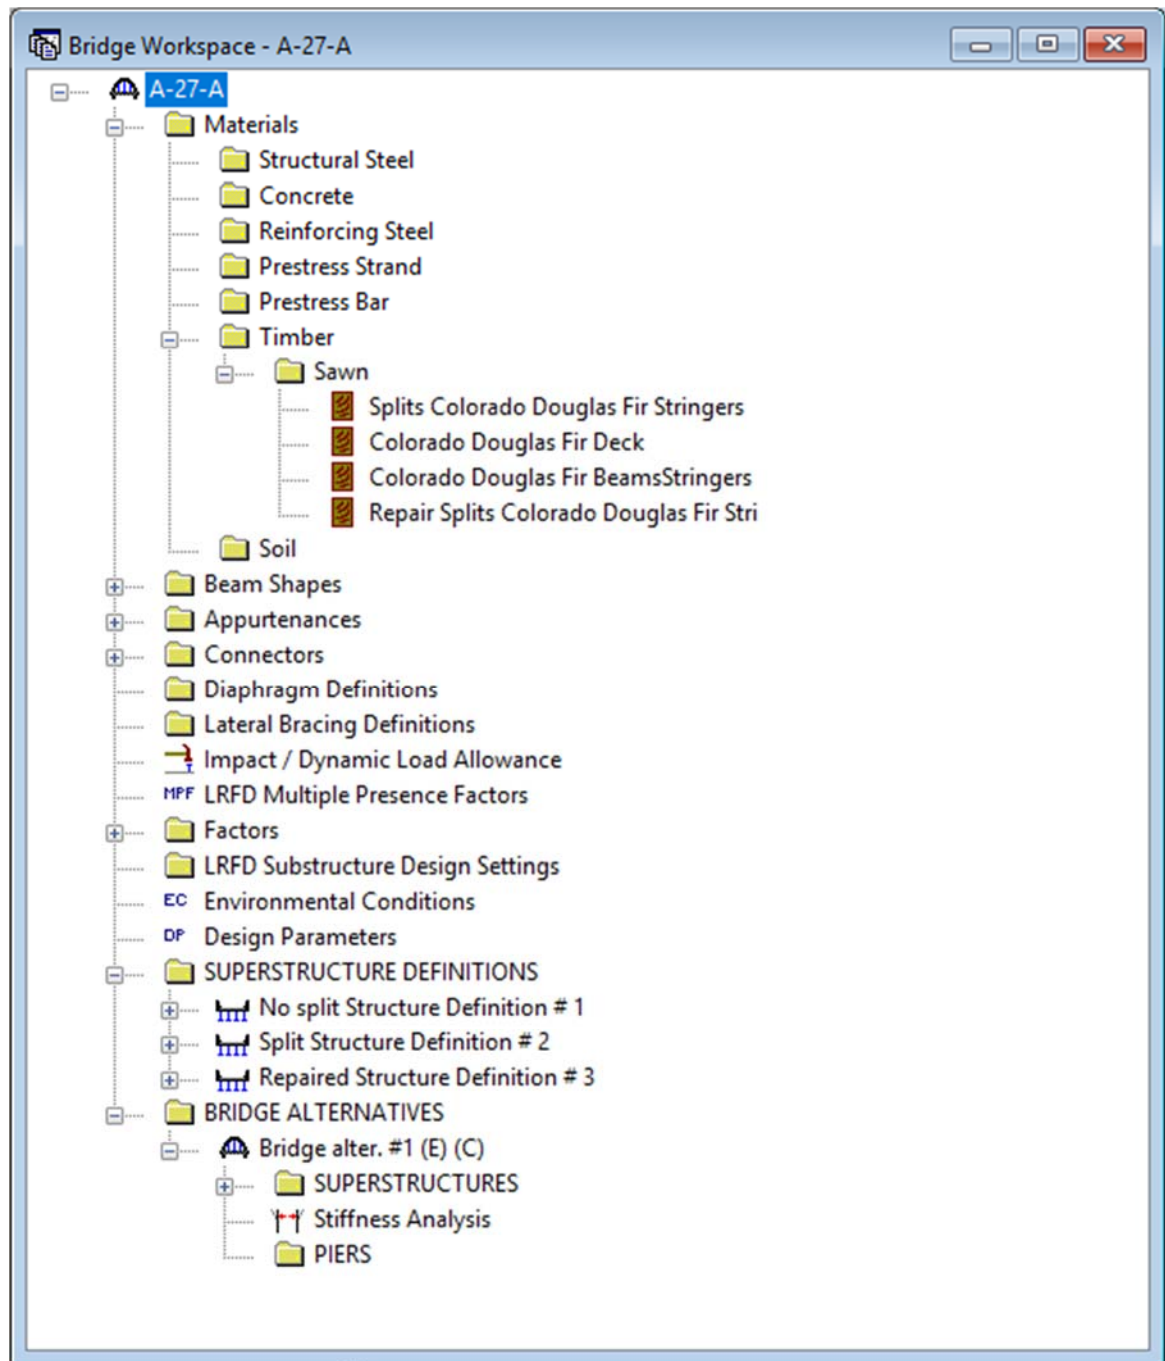 Bridge Workspace - A-27-A
A-27-A
Materials
Structural Steel
Concrete
Reinforcing Steel
Prestress Strand
Prestress Bar
Timber
Sawn
Splits Colorado Douglas Fir Stringers
Colorado Douglas Fir Deck
Colorado Douglas Fir BeamsStringers
Repair Splits Colorado Douglas Fir Stri
Soil
Beam Shapes
Appurtenances
Connectors
Diaphragm Definitions
Lateral Bracing Definitions
Impact / Dynamic Load Allowance
MPF LRFD Multiple Presence Factors
Factors
LRFD Substructure Design Settings
EC Environmental Conditions
DP Design Parameters
SUPERSTRUCTURE DEFINITIONS
No split Structure Definition # 1
Split Structure Definition # 2
Repaired Structure Definition # 3
BRIDGE ALTERNATIVES
Bridge alter. #1 (E) (C)
SUPERSTRUCTURES
Stiffness Analysis
PIERS